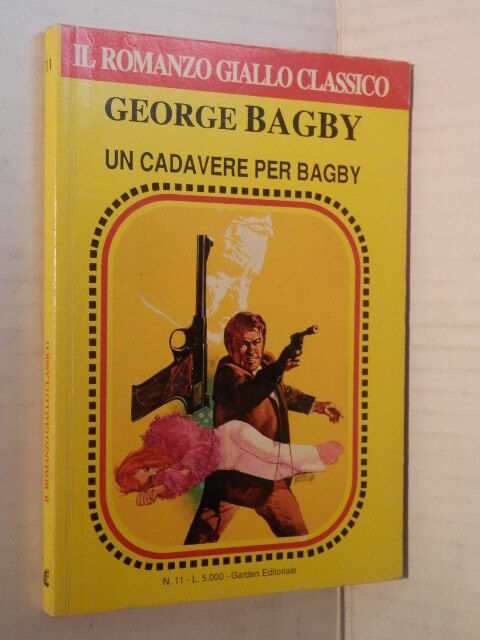 IL ROMANZO GIALLO CLASSICO
GEORGE BAGBY
UN CADAVERE PER BAGBY
N. 11 - L. 5.000 - Garden Editoriale
11
IL ROMANZO GIALLO CLASSICO